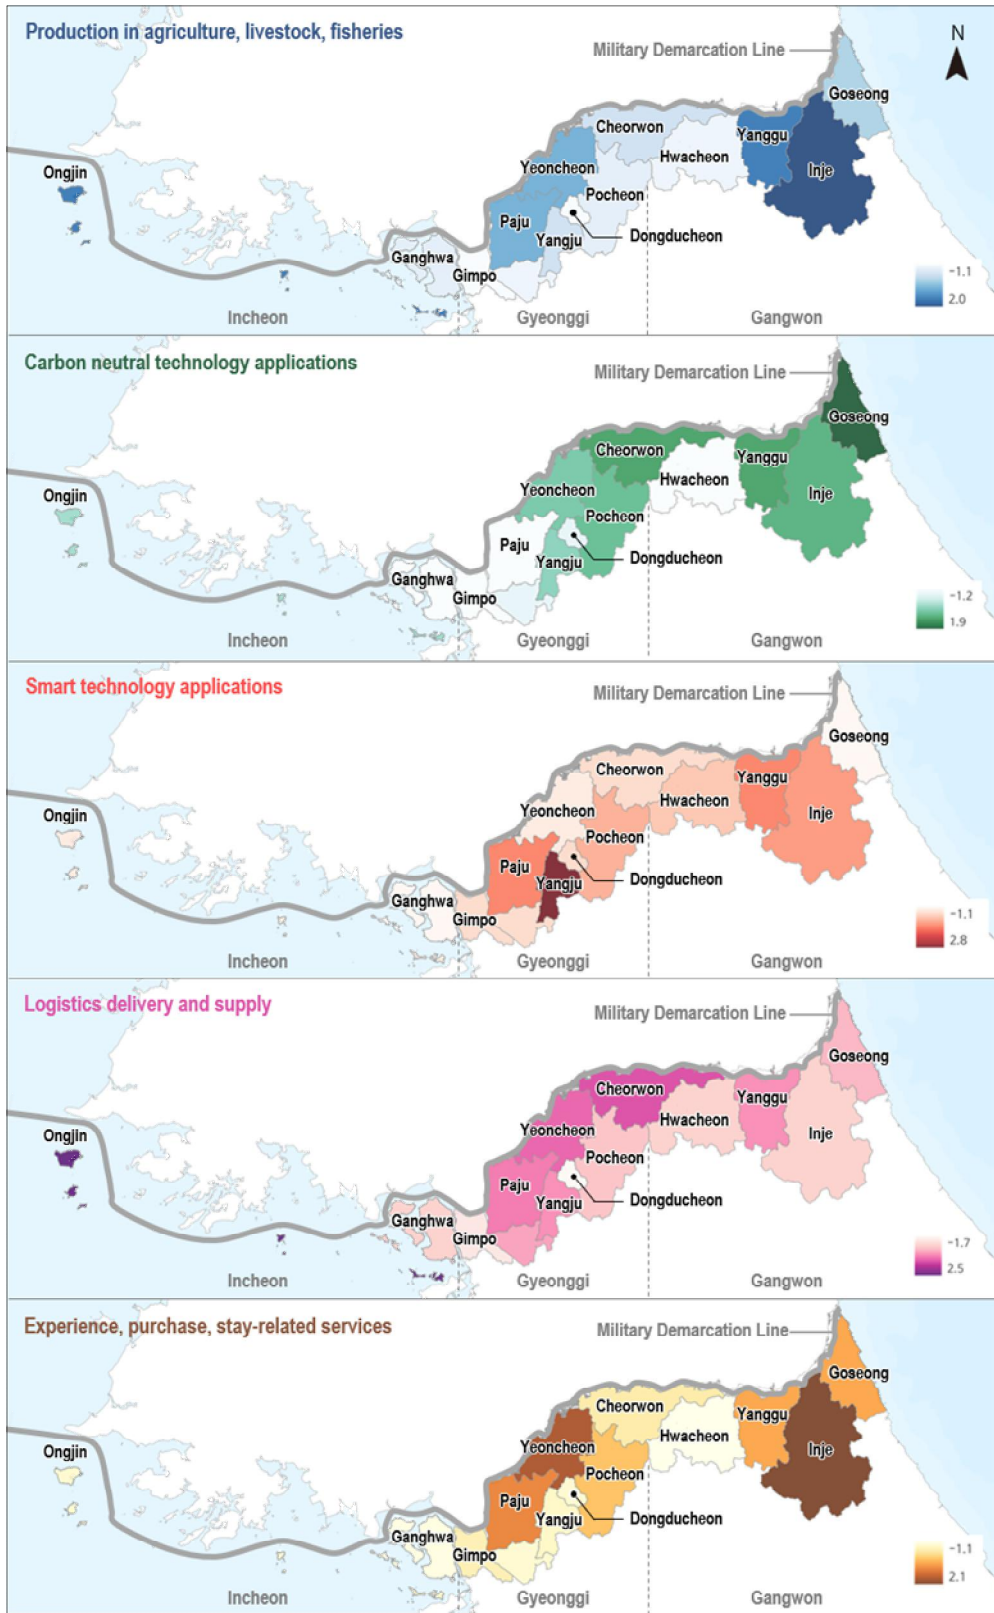 Production in agriculture, livestock, fisheries
N
Military Demarcation Line
Goseong
Cheorwon
Yanggu
Hwacheon
Ongjin
Yeoncheon
Inje
Pocheon
Paju
Yangju
Dongducheon
Ganghwa
Gimpo
-1.1
2.0
Incheon
Gyeonggi
Gangwon
Carbon neutral technology applications
Military Demarcation Line
Goseong
Cheorwon
Yanggu
Hwacheon
Ongjin
Yeoncheon
Inje
Pocheon
Paju
Dongducheon
Yangju
Ganghwa
Gimpo
-1.2
1.9
Incheon
Gyeonggi
Gangwon
Smart technology applications
Military Demarcation Line
Goseong
Cheorwon
Yanggu
Hwacheon
Ongjin
Yeoncheon
Inje
Pocheon
Paju
Dongducheon
Yangju
Ganghwa
Gimpo
-1.1
2.8
Incheon
Gyeonggi
Gangwon
Logistics delivery and supply
Military Demarcation Line
Goseong
Cheorwon
Yanggu
Hwacheon
Ongjin
Yeoncheon
Inje
Pocheon
Paju
Dongducheon
Yangju
Ganghwa
Gimpo
-1.7
2.5
Incheon
Gyeonggi
Gangwon
Experience, purchase, stay-related services
Military Demarcation Line
Goseong
Cheorwon
Yanggu
Hwacheon
Ongjin
Yeoncheon
Inje
Pocheon
Paju
Dongducheon
Yangju
Ganghwa
Gimpo
-1.1
2.1
Incheon
Gyeonggi
Gangwon